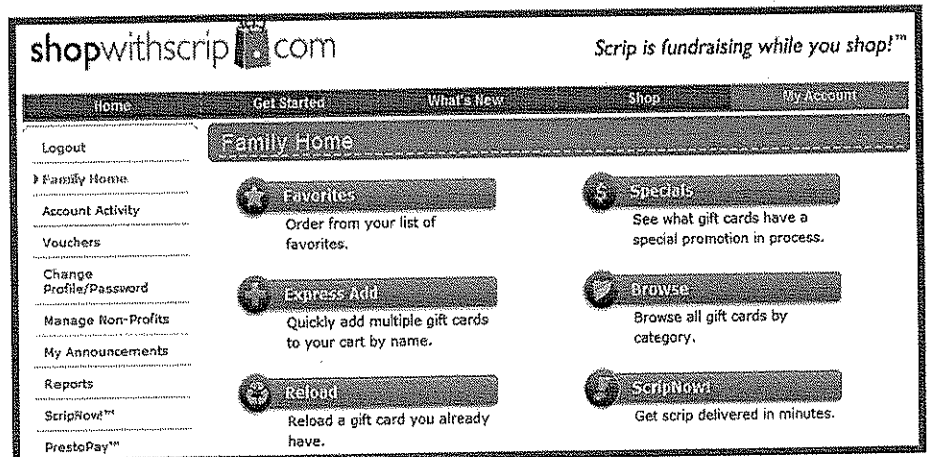 shopwithscrip com
Scrip is fundraising while you shop!™
Home
Get Started
What's New
Shop
My Account
Logout
Family Home
Account Activity
Vouchers
Change
Profile/Password
Manage Non-Profits
My Announcements
Reports
ScripNow!™
PrestoPay™
Family Home
Favorites
Order from your list of
favorites.
Specials
See what gift cards have a
special promotion in process.
Express Add
Quickly add multiple gift cards
to your cart by name.
Browse
Browse all gift cards by
category.
Reload
Reload a gift card you already
have.
ScripNow!
Get scrip delivered in minutes.